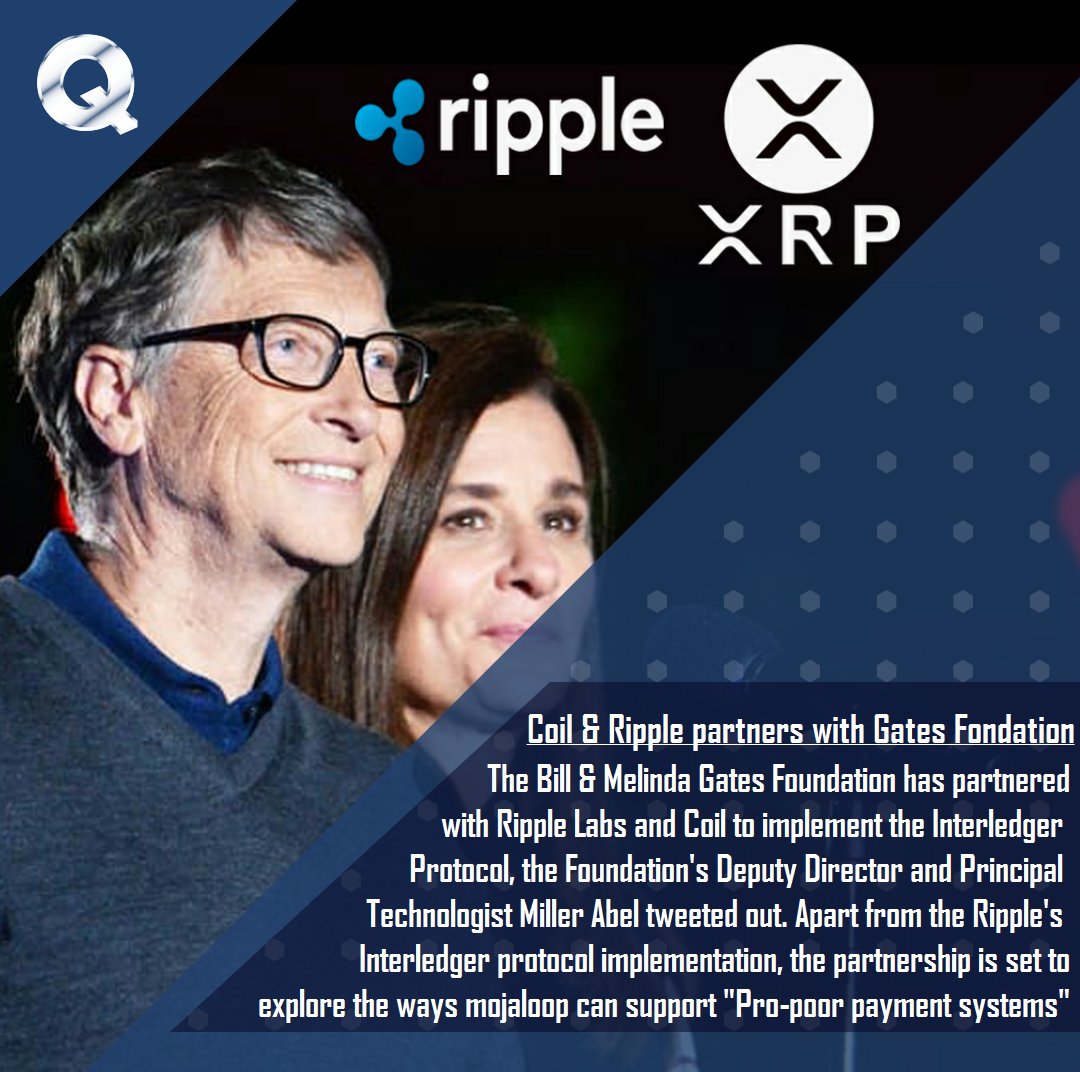 Q
ripple
XRP
Coil & Ripple partners with Gates Fondation
The Bill & Melinda Gates Foundation has partnered
with Ripple Labs and Coil to implement the Interledger
Protocol, the Foundation's Deputy Director and Principal
Technologist Miller Abel tweeted out. Apart from the Ripple's
Interledger protocol implementation, the partnership is set to
explore the ways mojaloop can support "Pro-poor payment systems"